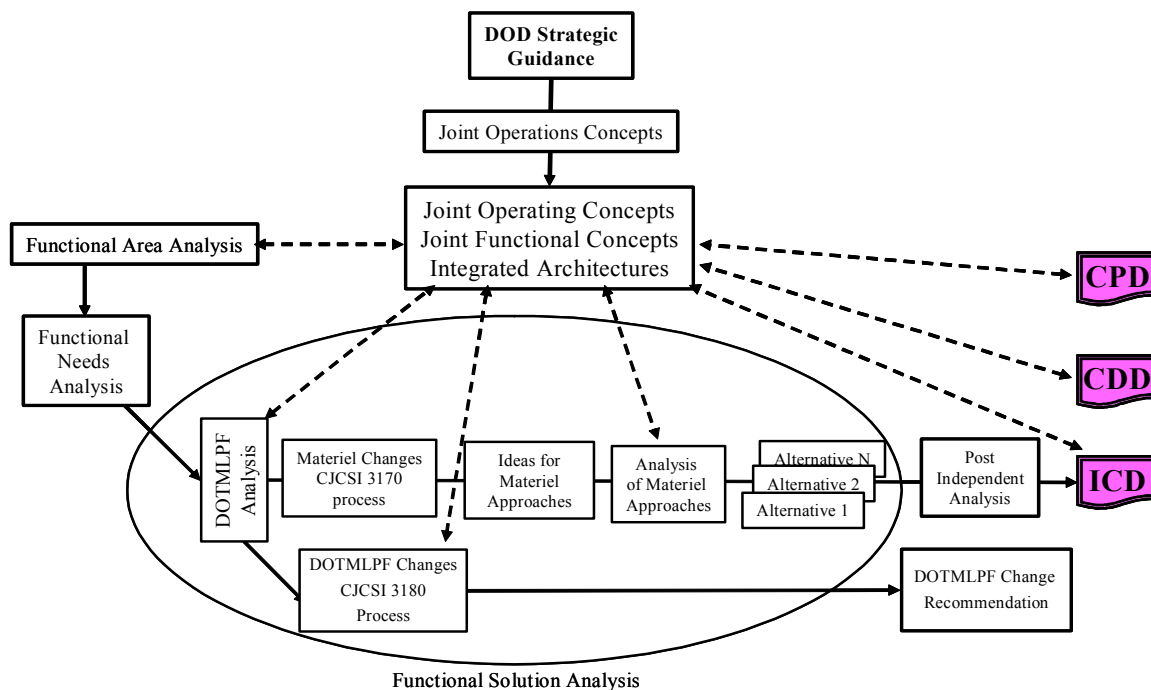 DOD Strategic
Guidance
Joint Operations Concepts
Joint Operating Concepts
Joint Functional Concepts
Integrated Architectures
Functional Area Analysis
CPD
Functional
Needs
Analysis
CDD
DOTMLPF
Analysis
Materiel Changes
CJCSI 3170
process
Ideas for
Materiel
Approaches
Analysis
of Materiel
Approaches
Alternative N
Alternative 2
Alternative 1
Post
Independent
Analysis
ICD
DOTMLPF Changes
CJCSI 3180
Process
DOTMLPF Change
Recommendation
Functional Solution Analysis